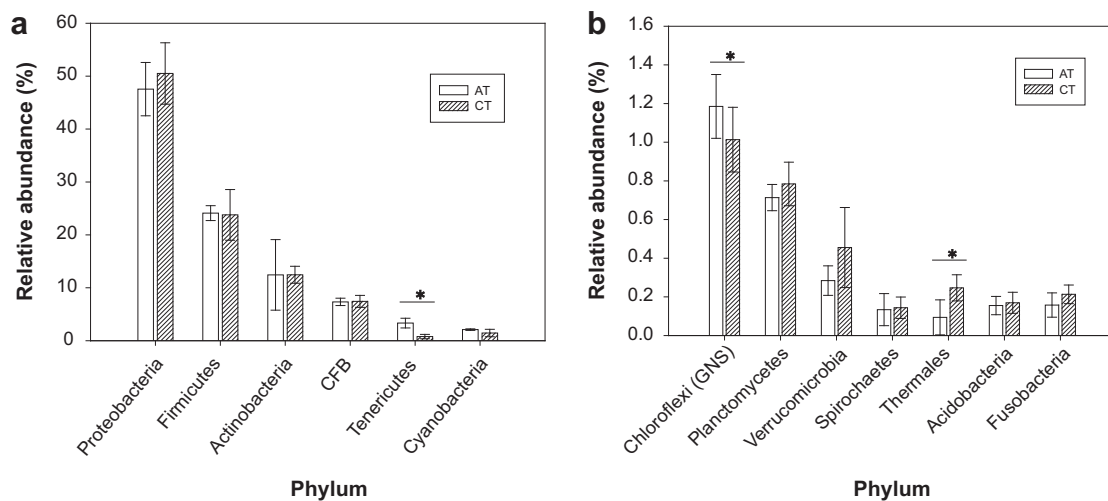 a
60
50
40
30
20
10
0
Relative abundance (%)
AT
CT
*
Proteobacteria
Firmicutes
Actinobacteria
CFB
Tenericutes
Cyanobacteria
Phylum
b
1.6
1.4
1.2
1.0
0.8
0.6
0.4
0.2
0.0
Relative abundance (%)
*
AT
CT
*
Chloroflexi (GNS)
Planctomycetes
Verrucomicrobia
Spirochaetes
Thermales
Acidobacteria
Fusobacteria
Phylum